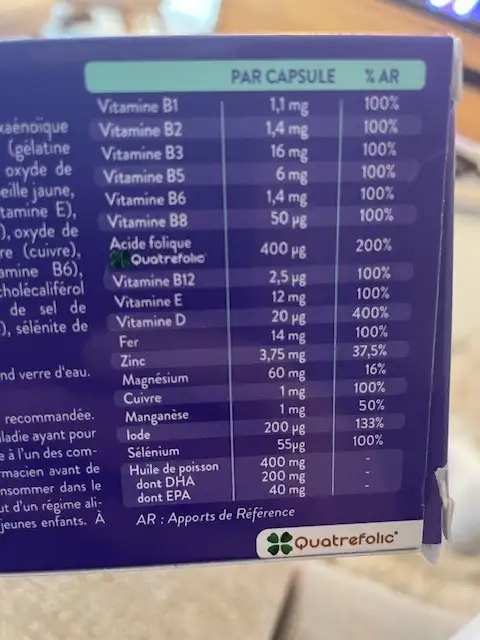 PAR CAPSULE % AR
Vitamine B1 1,1 mg 100%
Vitamine B2 1,4 mg 100%
Vitamine B3 16 mg 100%
Vitamine B5 6 mg 100%
Vitamine B6 1,4 mg 100%
Vitamine B8 50 µg 100%
Acide folique
Quatrefolic 400 µg 200%
Vitamine B12 2,5 µg 100%
Vitamine E 12 mg 100%
Vitamine D 20 µg 400%
Fer 14 mg 100%
Zinc 3,75 mg 37,5%
Magnésium 60 mg 16%
Cuivre 1 mg 100%
Manganèse 1 mg 50%
Iode 200 µg 133%
Sélénium 55µg 100%
Huile de poisson 400 mg -
dont DHA 200 mg -
dont EPA 40 mg -
AR : Apports de Référence
Quatrefolic®
(gélatine
oxyde de
eille jaune,
tamine E),
), oxyde de
re (cuivre),
amine B6),
cholécalciférol
de sel de
), sélénite de
nd verre d'eau.
recommandée.
ladie ayant pour
e à l'un des com-
macien avant de
nsommer dans le
ut d'un régime ali-
jeunes enfants. À